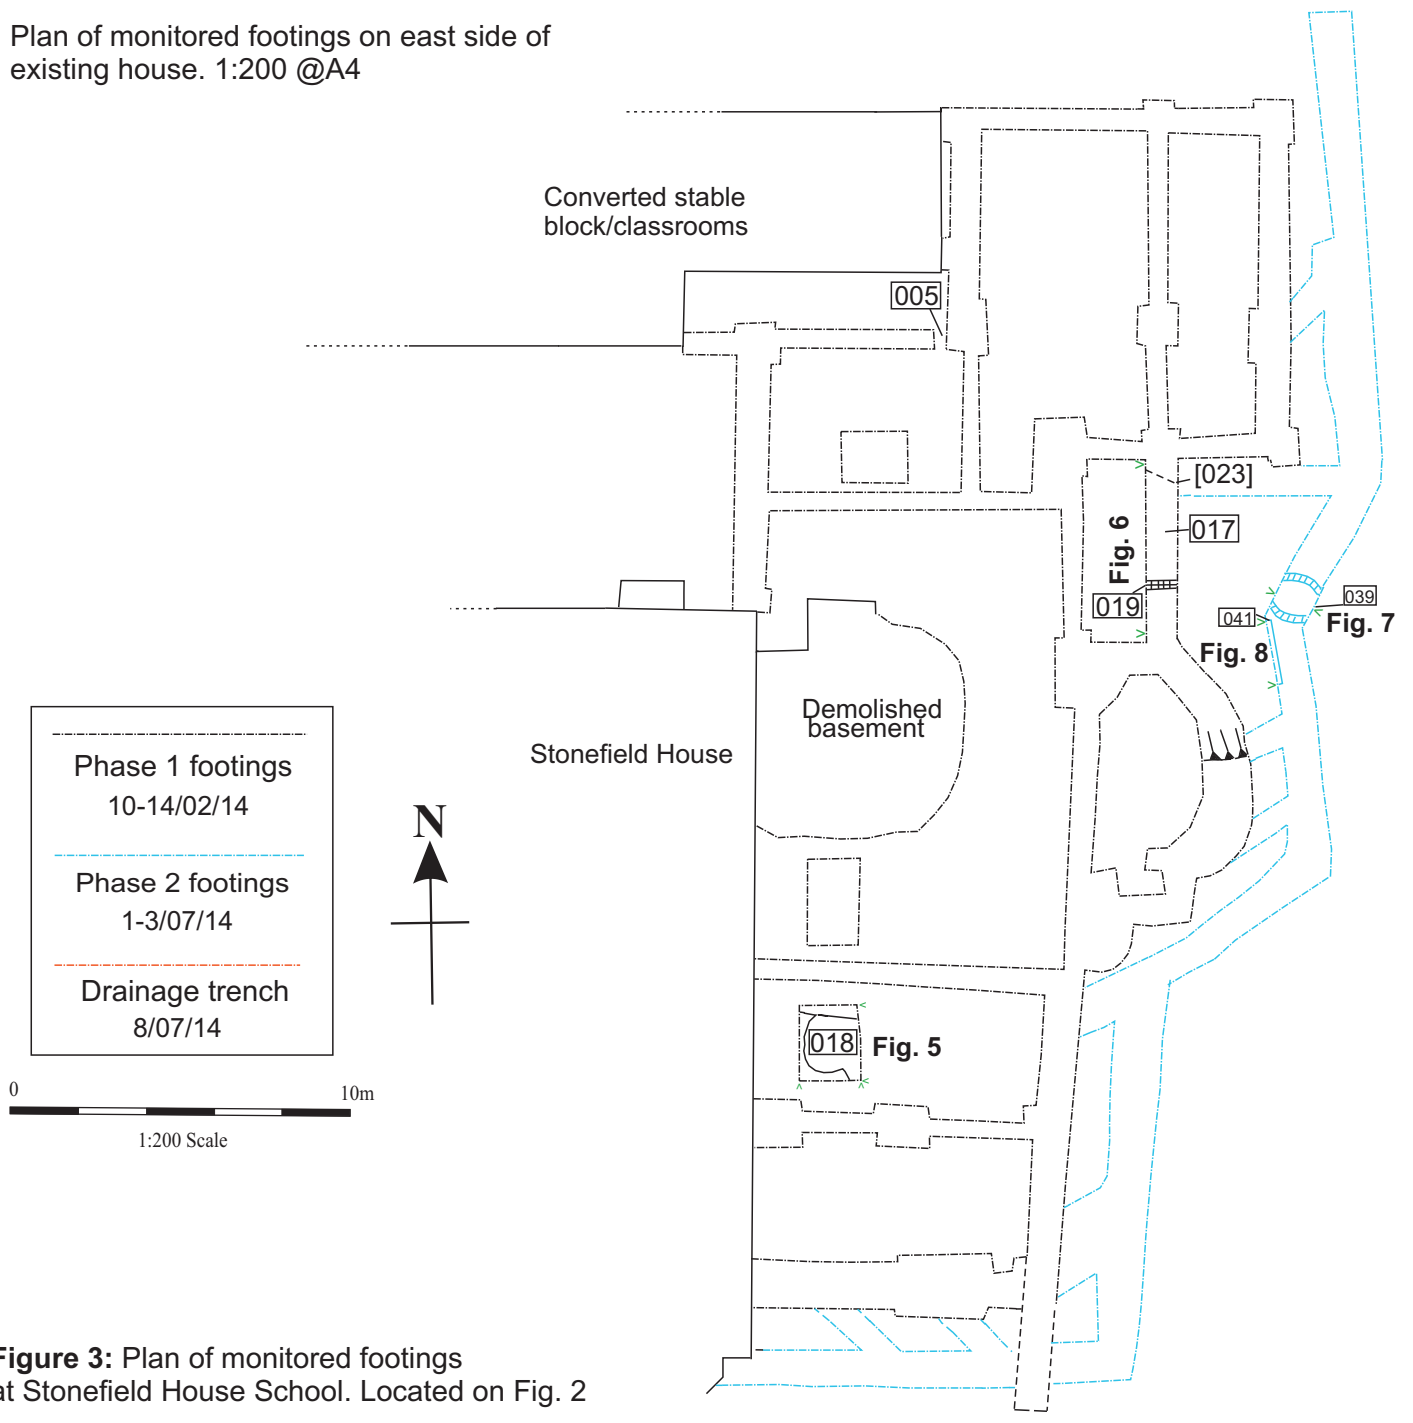 Plan of monitored footings on east side of
existing house. 1:200 @A4
Converted stable
block/classrooms
005
[023]
Fig. 6
017
019
039
041
Fig. 7
Fig. 8
Demolished
basement
Stonefield House
Phase 1 footings
10-14/02/14
Phase 2 footings
1-3/07/14
Drainage trench
8/07/14
N
018
Fig. 5
0 10m
1:200 Scale
Figure 3: Plan of monitored footings
at Stonefield House School. Located on Fig. 2